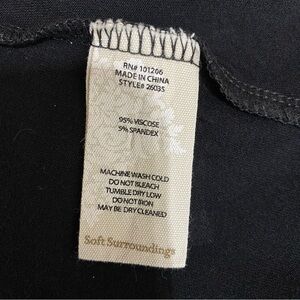 RN# 101206
MADE IN CHINA
STYLE# 26035
95% VISCOSE
5% SPANDEX
MACHINE WASH COLD
DO NOT BLEACH
TUMBLE DRY LOW
DO NOT IRON
MAY BE DRY CLEANED
Soft Surroundings